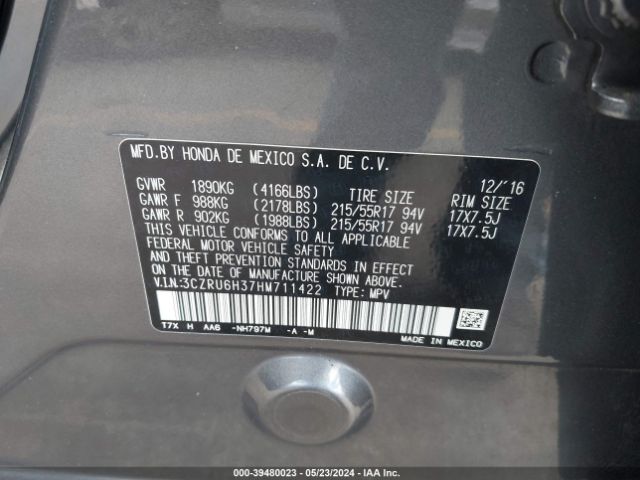 MFD.BY HONDA DE MEXICO S.A. DE C.V.
12/'16
GVWR 1890KG (4166LBS) TIRE SIZE RIM SIZE
GAWR F 988KG (2178LBS) 215/55R17 94V 17X7.5J
GAWR R 902KG (1988LBS) 215/55R17 94V 17X7.5J
THIS VEHICLE CONFORMS TO ALL APPLICABLE
FEDERAL MOTOR VEHICLE SAFETY
AND THEFT PREVENTION STANDARDS IN EFFECT
ON THE DATE OF MANUFACTURE SHOWN ABOVE.
V.I.N:3CZRU6H37HM711422 TYPE: MPV
T7X H AA6 -NH797M -A -M
MADE IN MEXICO
000-39480023 - 05/23/2024 - IAA Inc.